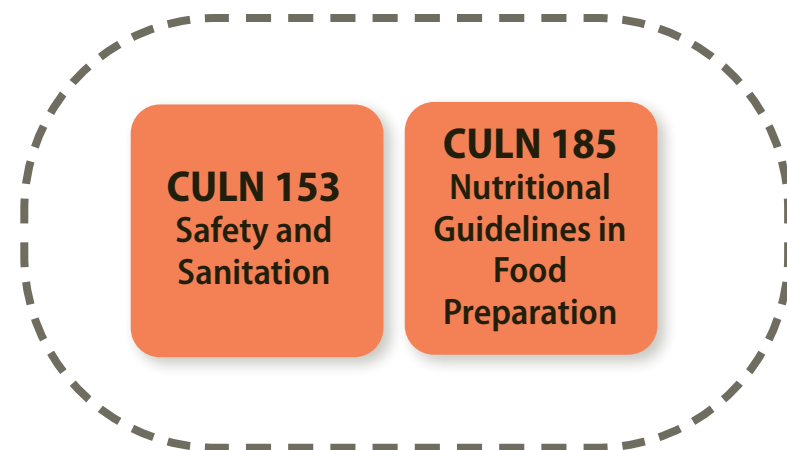 CULN 153
Safety and
Sanitation
CULN 185
Nutritional
Guidelines in
Food
Preparation